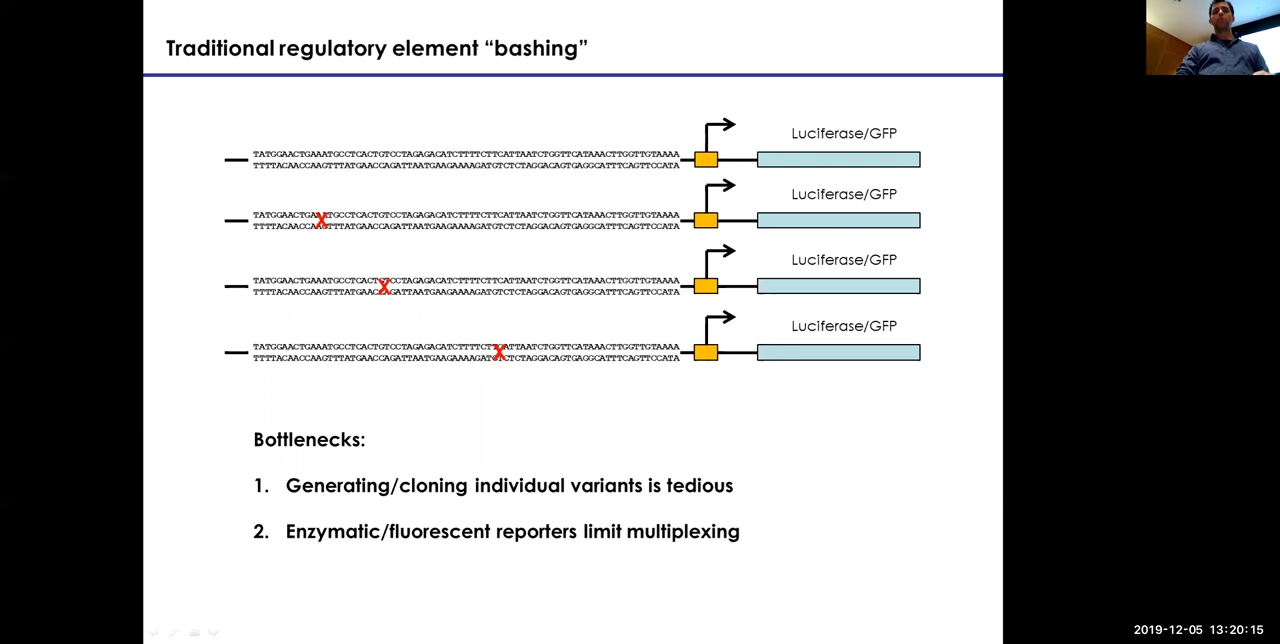 Traditional regulatory element “bashing”
Luciferase/GFP
TATGGAACTGAAATGCCTCACTGTCCTAGAGACATCTTTTCTTCATTAATCTGGTTCATAAACTTGGTTGTAAAA
TTTTACAACCAAGTTTATGAACCAGATTAATGAAGAAAAGATGTCTCTAGGACAGTGAGGCATTTCAGTTCCATA
Luciferase/GFP
Luciferase/GFP
Luciferase/GFP
Bottlenecks:
1. Generating/cloning individual variants is tedious
2. Enzymatic/fluorescent reporters limit multiplexing
2019-12-05 13:20:15